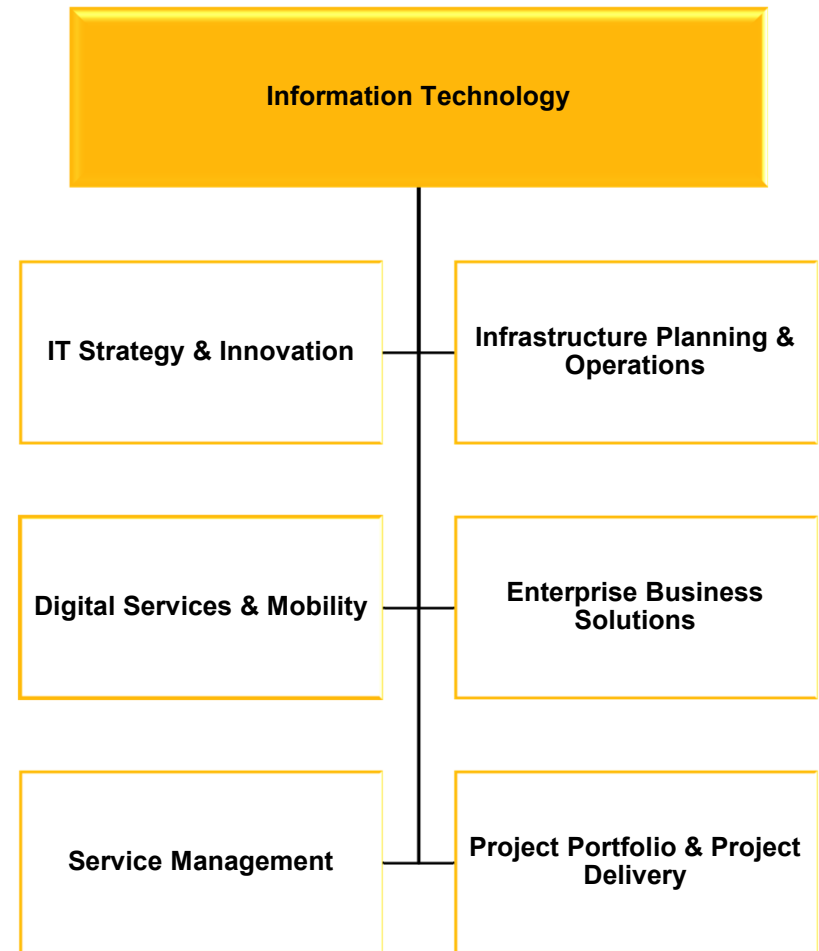 Information Technology
IT Strategy & Innovation
Infrastructure Planning &
Operations
Digital Services & Mobility
Enterprise Business
Solutions
Service Management
Project Portfolio & Project
Delivery